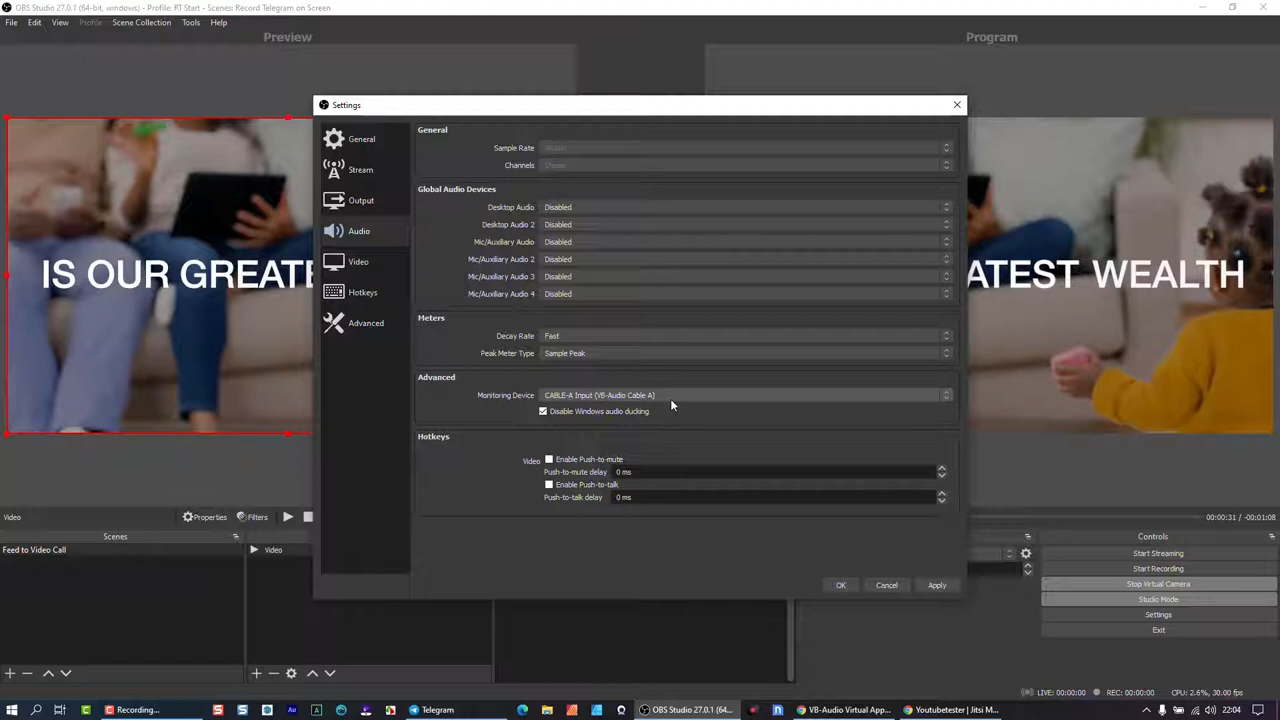 OBS Studio 27.0.1 (64-bit, windows) - Profile: RT Start - Scenes: Record Telegram on Screen
File Edit View Profile Scene Collection Tools Help
Preview Program
Settings
General
Stream
Output
Audio
Video
Hotkeys
Advanced
General
Sample Rate
Channels
Global Audio Devices
Desktop Audio Disabled
Desktop Audio 2 Disabled
Mic/Auxiliary Audio Disabled
Mic/Auxiliary Audio 2 Disabled
Mic/Auxiliary Audio 3 Disabled
Mic/Auxiliary Audio 4 Disabled
Meters
Decay Rate Fast
Peak Meter Type Sample Peak
Advanced
Monitoring Device CABLE-A Input (VB-Audio Cable A)
Disable Windows audio ducking
Hotkeys
Video Enable Push-to-mute
Push-to-mute delay 0 ms
Enable Push-to-talk
Push-to-talk delay 0 ms
OK Cancel Apply
IS OUR GREATE
ATEST WEALTH
Video Properties Filters 00:00:31 / -00:01:08
Scenes Controls
Feed to Video Call Video
Start Streaming
Start Recording
Stop Virtual Camera
Studio Mode
Settings
Exit
LIVE: 00:00:00 REC: 00:00:00 CPU: 2.6%, 30.00 fps
Recording... Telegram OBS Studio 27.0.1 (64... VB-Audio Virtual App... Youtubetester | Jitsi M... 22:04